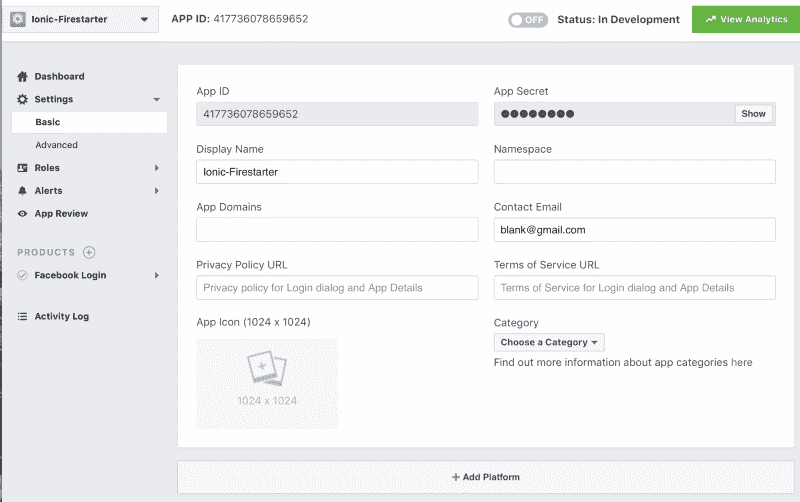 Ionic-Firestarter
APP ID: 417736078659652
OFF
Status: In Development
View Analytics
Dashboard
Settings
Basic
Advanced
Roles
Alerts
App Review
PRODUCTS
Facebook Login
Activity Log
App ID
417736078659652
App Secret
●●●●●●●●
Show
Display Name
Ionic-Firestarter
Namespace
App Domains
Contact Email
blank@gmail.com
Privacy Policy URL
Privacy policy for Login dialog and App Details
Terms of Service URL
Terms of Service for Login dialog and App Details
App Icon (1024 x 1024)
1024 x 1024
Category
Choose a Category
Find out more information about app categories here
+ Add Platform